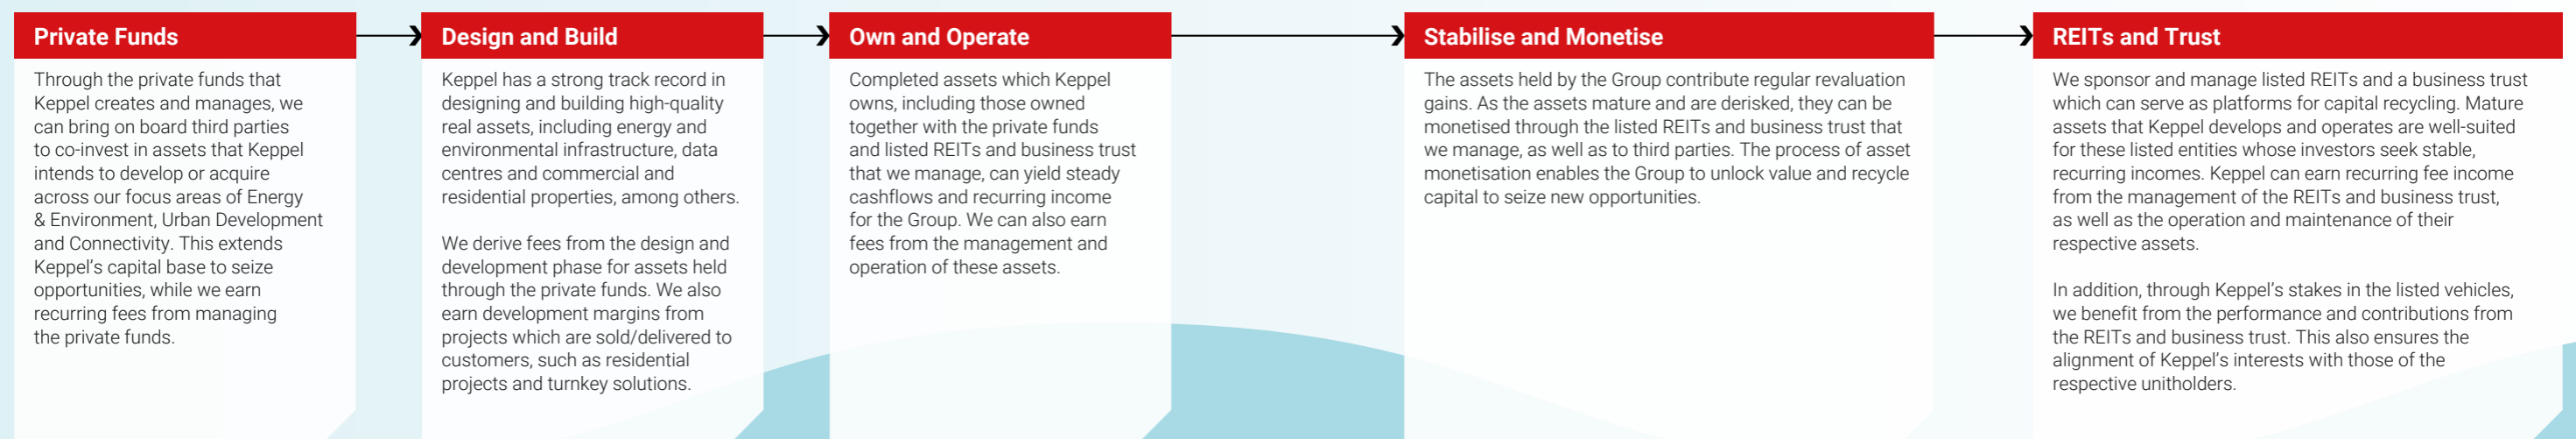 Private Funds
Through the private funds that
Keppel creates and manages, we
can bring on board third parties
to co-invest in assets that Keppel
intends to develop or acquire
across our focus areas of Energy
& Environment, Urban Development
and Connectivity. This extends
Keppel's capital base to seize
opportunities, while we earn
recurring fees from managing
the private funds.
Design and Build
Keppel has a strong track record in
designing and building high-quality
real assets, including energy and
environmental infrastructure, data
centres and commercial and
residential properties, among others.
We derive fees from the design and
development phase for assets held
through the private funds. We also
earn development margins from
projects which are sold/delivered to
customers, such as residential
projects and turnkey solutions.
Own and Operate
Completed assets which Keppel
owns, including those owned
together with the private funds
and listed REITs and business trust
that we manage, can yield steady
cashflows and recurring income
for the Group. We can also earn
fees from the management and
operation of these assets.
Stabilise and Monetise
The assets held by the Group contribute regular revaluation
gains. As the assets mature and are derisked, they can be
monetised through the listed REITs and business trust that
we manage, as well as to third parties. The process of asset
monetisation enables the Group to unlock value and recycle
capital to seize new opportunities.
REITs and Trust
We sponsor and manage listed REITs and a business trust
which can serve as platforms for capital recycling. Mature
assets that Keppel develops and operates are well-suited
for these listed entities whose investors seek stable,
recurring incomes. Keppel can earn recurring fee income
from the management of the REITs and business trust,
as well as the operation and maintenance of their
respective assets.
In addition, through Keppel's stakes in the listed vehicles,
we benefit from the performance and contributions from
the REITs and business trust. This also ensures the
alignment of Keppel's interests with those of the
respective unitholders.